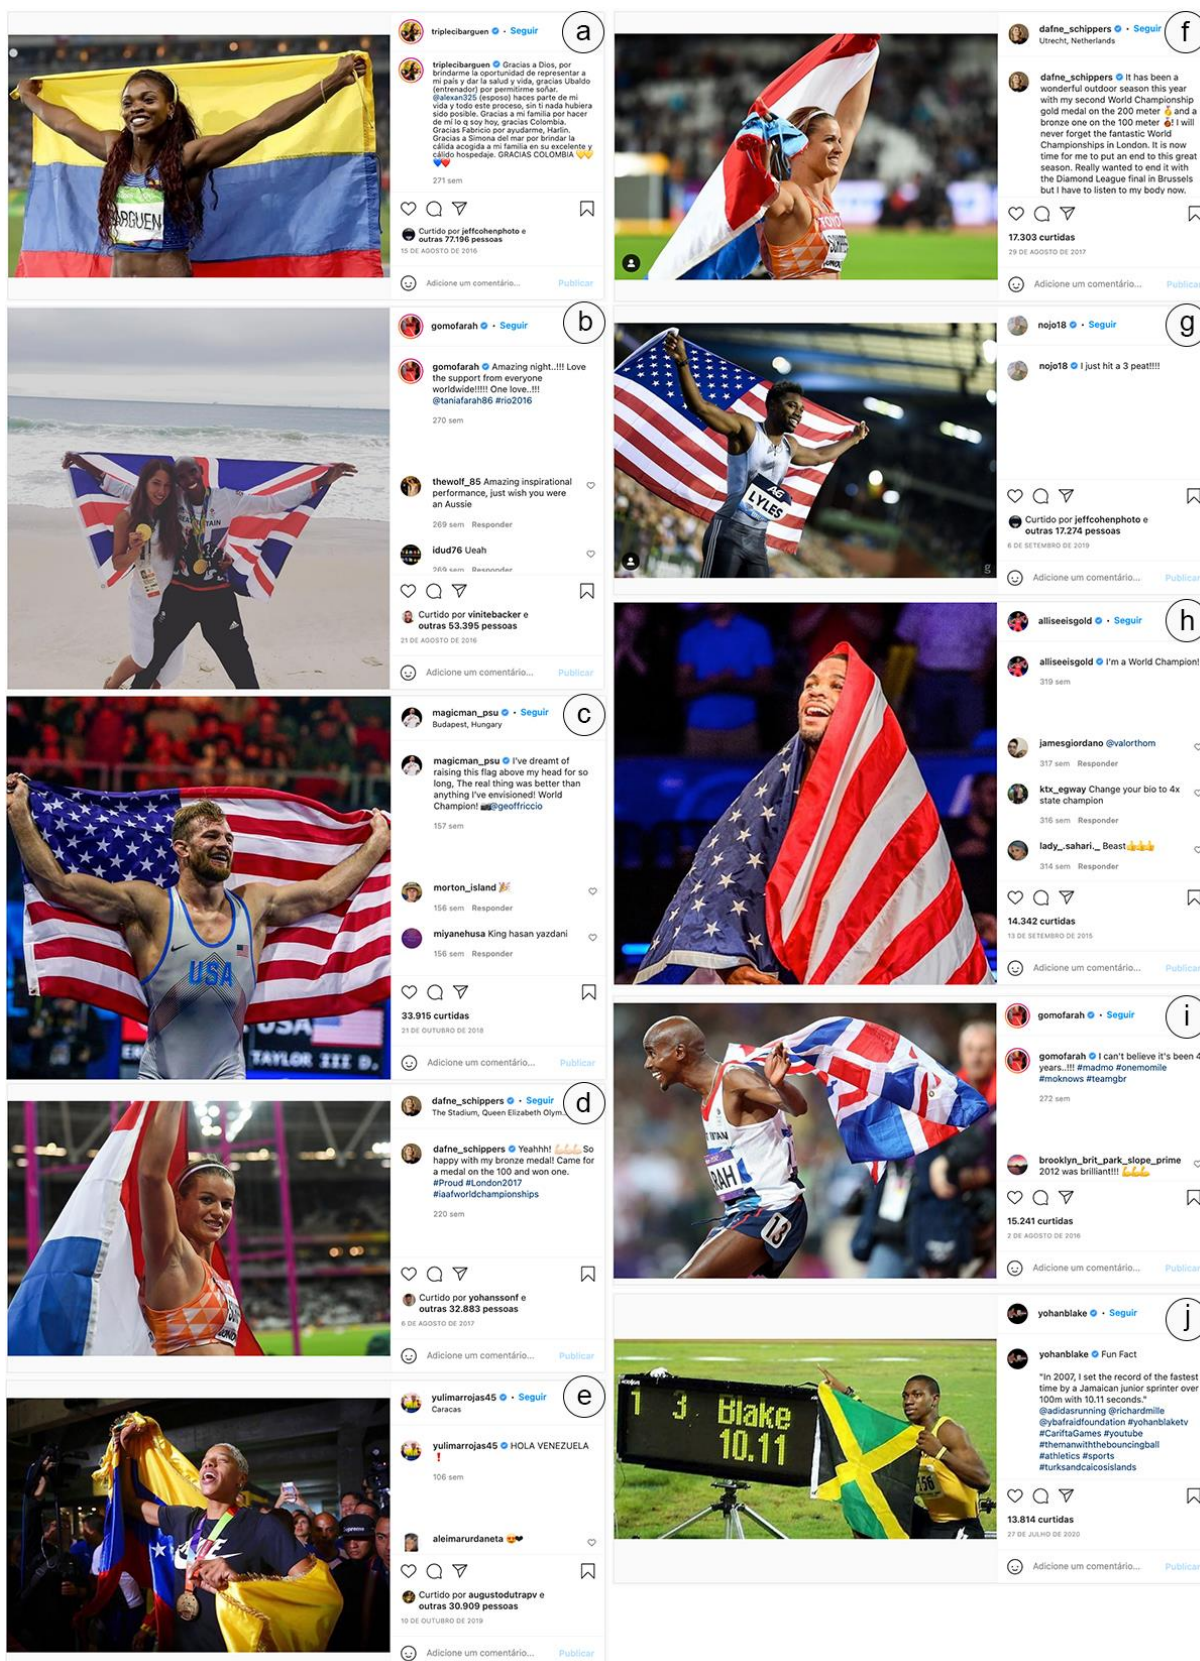 a
triplecibarguen • Seguir
triplecibarguen Gracias a Dios, por
brindarme la oportunidad de representar a
mi país y dar la salud y vida, gracias Ubaldo
(entrenador) por permitirme soñar.
@alexan325 (esposo) haces parte de mi
vida y todo este proceso, sin ti nada hubiera
sido posible. Gracias a mi familia por hacer
de mí lo q soy hoy, gracias Colombia.
Gracias Fabricio por ayudarme, Harlin.
Gracias a Simona del mar por brindar la
cálida acogida a mi familia en su excelente y
cálido hospedaje. GRACIAS COLOMBIA 💛💛
💙❤️
271 sem
Curtido por jeffcohenphoto e
outras 77.196 pessoas
15 DE AGOSTO DE 2016
Adicione um comentário... Publicar
ARGUEN
b
gomofarah • Seguir
gomofarah Amazing night..!!! Love
the support from everyone
worldwide!!!!! One love..!!!
@taniafarah86 #rio2016
270 sem
thewolf_85 Amazing inspirational
performance, just wish you were
an Aussie
269 sem Responder
idud76 Ueah
269 sem Responder
Curtido por vinitebacker e
outras 53.395 pessoas
21 DE AGOSTO DE 2016
Adicione um comentário... Publicar
c
magicman_psu • Seguir
Budapest, Hungary
magicman_psu I've dreamt of
raising this flag above my head for so
long, The real thing was better than
anything I've envisioned! World
Champion! 📷@geoffriccio
157 sem
morton_island 🎉
156 sem Responder
miyanehusa King hasan yazdani
156 sem Responder
33.915 curtidas
21 DE OUTUBRO DE 2018
Adicione um comentário... Publicar
USA
USA
TAYLOR III D.
d
dafne_schippers • Seguir
The Stadium, Queen Elizabeth Olym...
dafne_schippers Yeahhh! 💪💪💪 So
happy with my bronze medal! Came for
a medal on the 100 and won one.
#Proud #London2017
#iaafworldchampionships
220 sem
Curtido por yohanssonf e
outras 32.883 pessoas
6 DE AGOSTO DE 2017
Adicione um comentário... Publicar
e
yulimarrojas45 • Seguir
Caracas
yulimarrojas45 HOLA VENEZUELA
❗
106 sem
aleimarurdaneta 😍❤
Curtido por augustodutrapv e
outras 30.909 pessoas
10 DE OUTUBRO DE 2019
Adicione um comentário... Publicar
f
dafne_schippers • Seguir
Utrecht, Netherlands
dafne_schippers It has been a
wonderful outdoor season this year
with my second World Championship
gold medal on the 200 meter 🥇 and a
bronze one on the 100 meter 🥉! I will
never forget the fantastic World
Championships in London. It is now
time for me to put an end to this great
season. Really wanted to end it with
the Diamond League final in Brussels
but I have to listen to my body now.
17.303 curtidas
29 DE AGOSTO DE 2017
Adicione um comentário... Publicar
TOYOTA
g
nojo18 • Seguir
nojo18 I just hit a 3 peat!!!!
Curtido por jeffcohenphoto e
outras 17.274 pessoas
6 DE SETEMBRO DE 2019
Adicione um comentário... Publicar
AG
LYLES
h
alliseeisgold • Seguir
alliseeisgold I'm a World Champion!
319 sem
jamesgiordano @valorthom
317 sem Responder
ktx_egway Change your bio to 4x
state champion
316 sem Responder
lady_.sahari._ Beast👍👍👍
314 sem Responder
14.342 curtidas
13 DE SETEMBRO DE 2015
Adicione um comentário... Publicar
i
gomofarah • Seguir
gomofarah I can't believe it's been 4
years..!!! #madmo #onemomile
#moknows #teamgbr
272 sem
brooklyn_brit_park_slope_prime
2012 was brilliant!!! 💪💪💪
15.241 curtidas
2 DE AGOSTO DE 2016
Adicione um comentário... Publicar
RAH
13
j
yohanblake • Seguir
yohanblake Fun Fact
"In 2007, I set the record of the fastest
time by a Jamaican junior sprinter over
100m with 10.11 seconds."
@adidasrunning @richardmille
@ybafraidfoundation #yohanblaketv
#CariftaGames #youtube
#themanwiththebouncingball
#athletics #sports
#turksandcaicosislands
13.814 curtidas
27 DE JULHO DE 2020
Adicione um comentário... Publicar
1 3 Blake
10.11
156